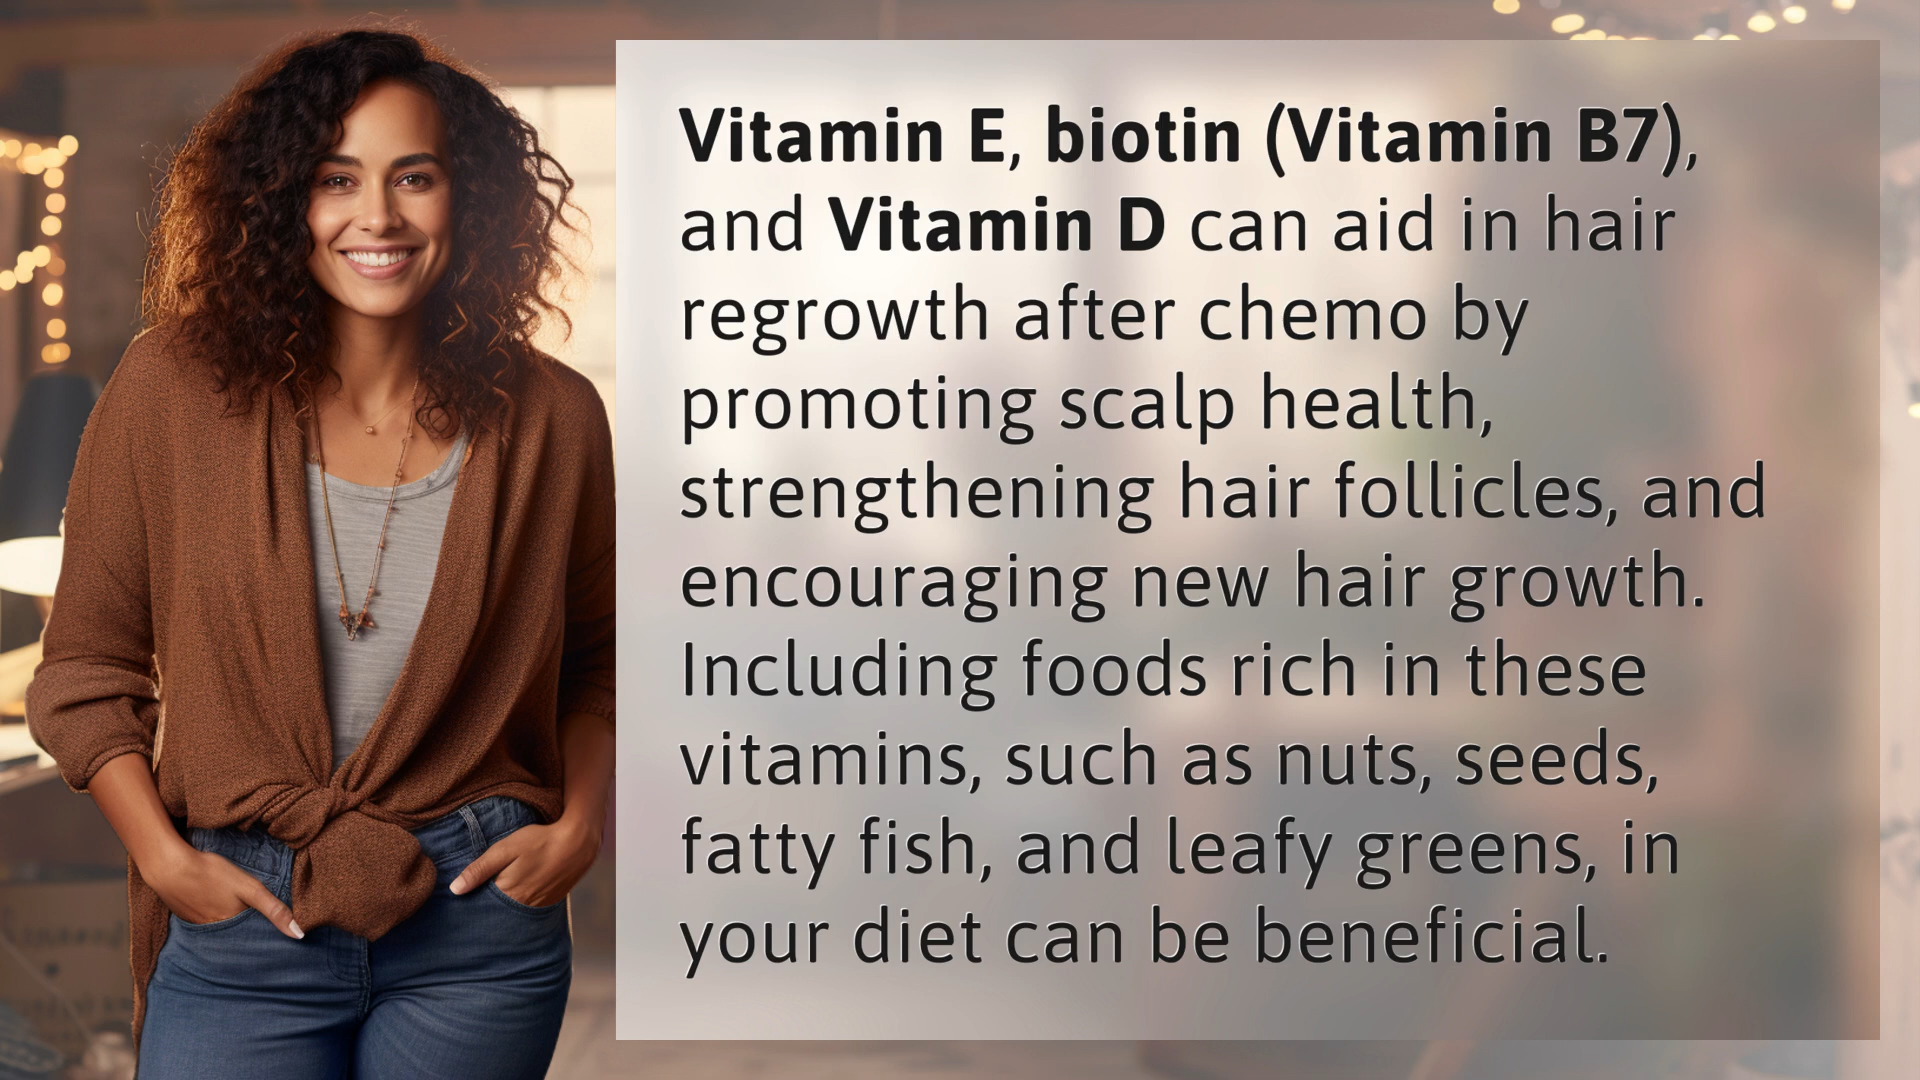 Vitamin E, biotin (Vitamin B7),
and Vitamin D can aid in hair
regrowth after chemo by
promoting scalp health,
strengthening hair follicles, and
encouraging new hair growth.
Including foods rich in these
vitamins, such as nuts, seeds,
fatty fish, and leafy greens, in
your diet can be beneficial.